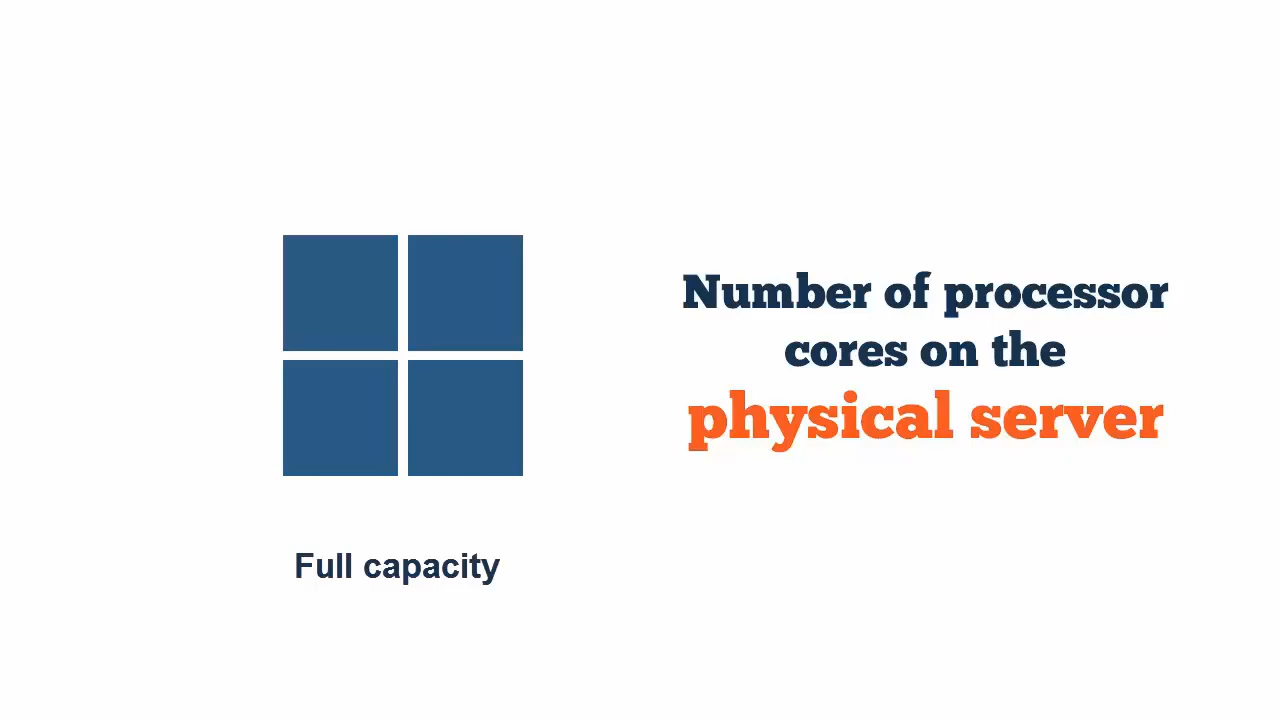 Number of processor
cores on the
physical server
Full capacity